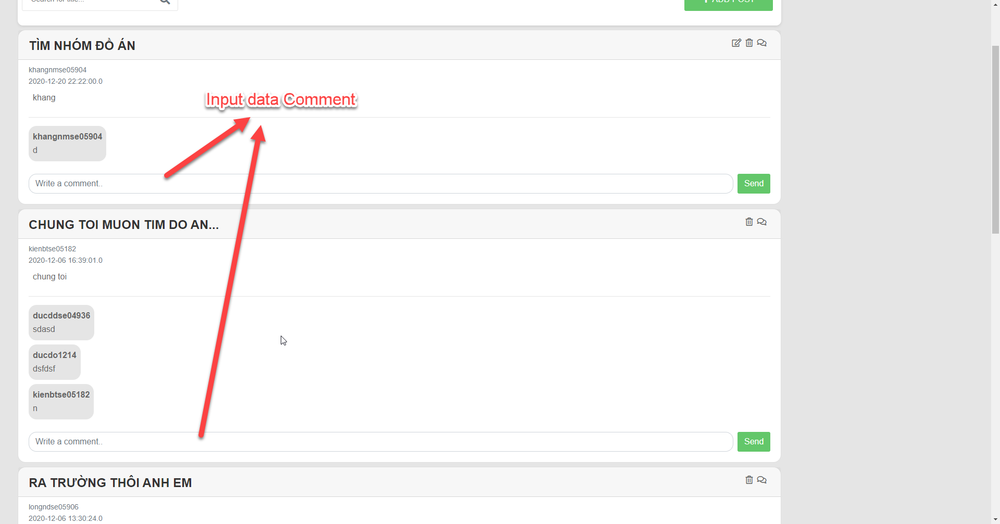 Search for title...
ADD POST
TÌM NHÓM ĐỒ ÁN
khangnmse05904
2020-12-20 22:22:00.0
khang
Input data Comment
khangnmse05904
d
Write a comment..
Send
CHUNG TOI MUON TIM DO AN...
kienbtse05182
2020-12-06 16:39:01.0
chung toi
ducddse04936
sdasd
ducdo1214
dsfdsf
kienbtse05182
n
Write a comment..
Send
RA TRƯỜNG THÔI ANH EM
longndse05906
2020-12-06 13:30:24.0